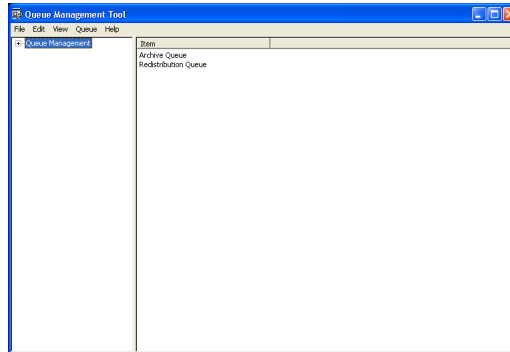 Queue Management Tool
File Edit View Queue Help
Queue Management
Item
Archive Queue
Redistribution Queue